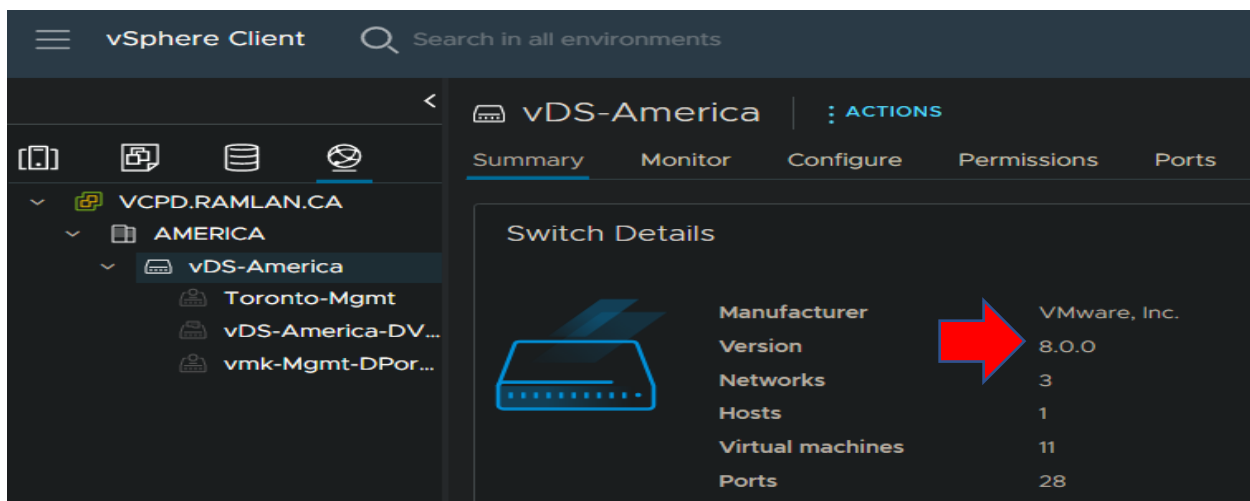 vSphere Client
Search in all environments
<
vDS-America
ACTIONS
Summary Monitor Configure Permissions Ports
VCPD.RAMLAN.CA
AMERICA
vDS-America
Toronto-Mgmt
vDS-America-DV...
vmk-Mgmt-DPor...
Switch Details
Manufacturer VMware, Inc.
Version 8.0.0
Networks 3
Hosts 1
Virtual machines 11
Ports 28